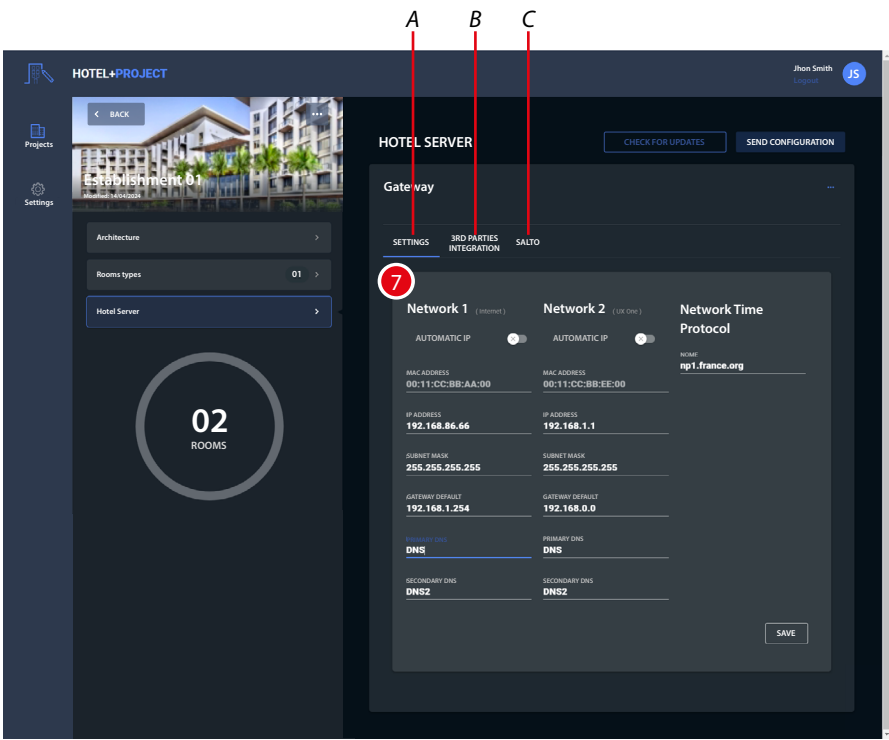 A B C
HOTEL+PROJECT
Jhon Smith
Logout
JS
Projects
Settings
< BACK
...
Establishment 01
Modified: 14/04/2024
Architecture >
Rooms types 01 >
Hotel Server >
02
ROOMS
HOTEL SERVER
CHECK FOR UPDATES
SEND CONFIGURATION
Gateway
...
SETTINGS
3RD PARTIES
INTEGRATION
SALTO
7
Network 1 ( Internet )
AUTOMATIC IP
MAC ADDRESS
00:11:CC:BB:AA:00
IP ADDRESS
192.168.86.66
SUBNET MASK
255.255.255.255
GATEWAY DEFAULT
192.168.1.254
PRIMARY DNS
DNS
SECONDARY DNS
DNS2
Network 2 ( UX One )
AUTOMATIC IP
MAC ADDRESS
00:11:CC:BB:EE:00
IP ADDRESS
192.168.1.1
SUBNET MASK
255.255.255.255
GATEWAY DEFAULT
192.168.0.0
PRIMARY DNS
DNS
SECONDARY DNS
DNS2
Network Time
Protocol
NOME
np1.france.org
SAVE